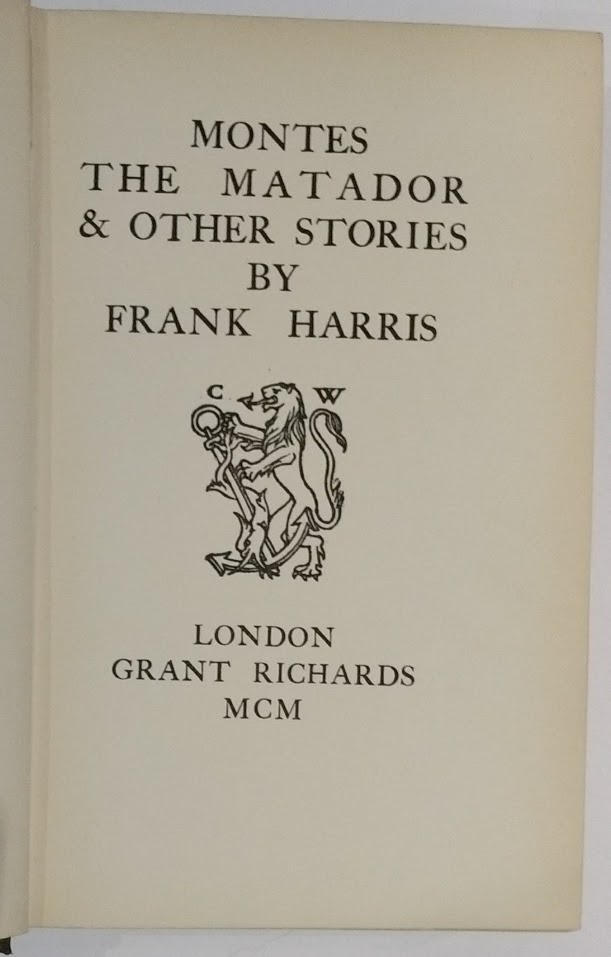 MONTES
THE MATADOR
& OTHER STORIES
BY
FRANK HARRIS
C W
LONDON
GRANT RICHARDS
MCM